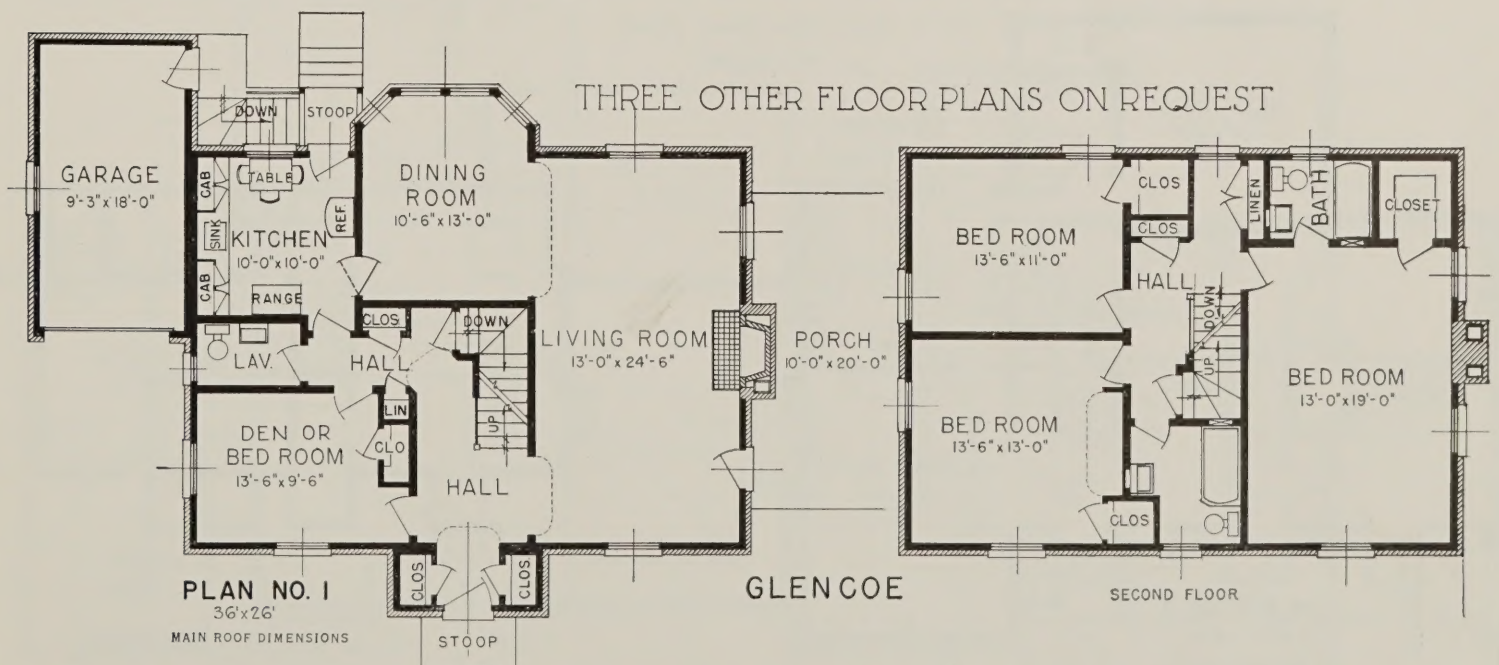 THREE OTHER FLOOR PLANS ON REQUEST
GARAGE
9'-3" x 18'-0"
DOWN
STOOP
CAB
TABLE
SINK
KITCHEN
10'-0" x 10'-0"
REF.
CAB
RANGE
DINING
ROOM
10'-6" x 13'-0"
LAV.
HALL
CLOS
DOWN
LIN
CLO
UP
DEN OR
BED ROOM
13'-6" x 9'-6"
HALL
LIVING ROOM
13'-0" x 24'-6"
PORCH
10'-0" x 20'-0"
CLOS
CLOS
STOOP
PLAN NO. 1
36' x 26'
MAIN ROOF DIMENSIONS
GLENCOE
BED ROOM
13'-6" x 11'-0"
CLOS
CLOS
LINEN
BATH
CLOSET
HALL
DOWN
UP
BED ROOM
13'-6" x 13'-0"
CLOS
BED ROOM
13'-0" x 19'-0"
SECOND FLOOR